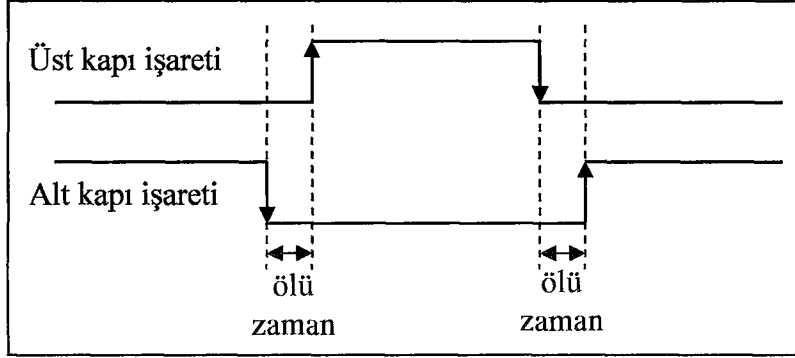 Üst kapı işareti
Alt kapı işareti
ölü
zaman
ölü
zaman